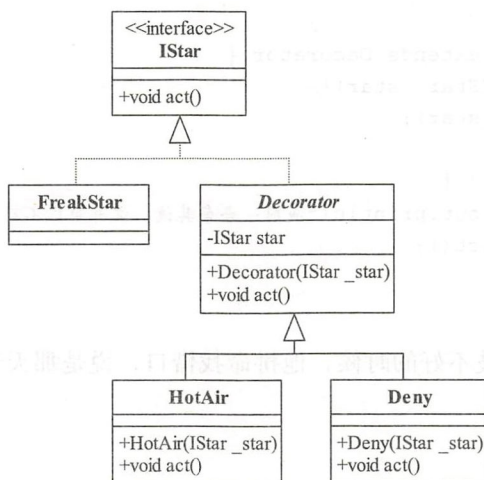 <<interface>>
IStar
+void act()
FreakStar
Decorator
-IStar star
+Decorator(IStar _star)
+void act()
HotAir
+HotAir(IStar _star)
+void act()
Deny
+Deny(IStar _star)
+void act()